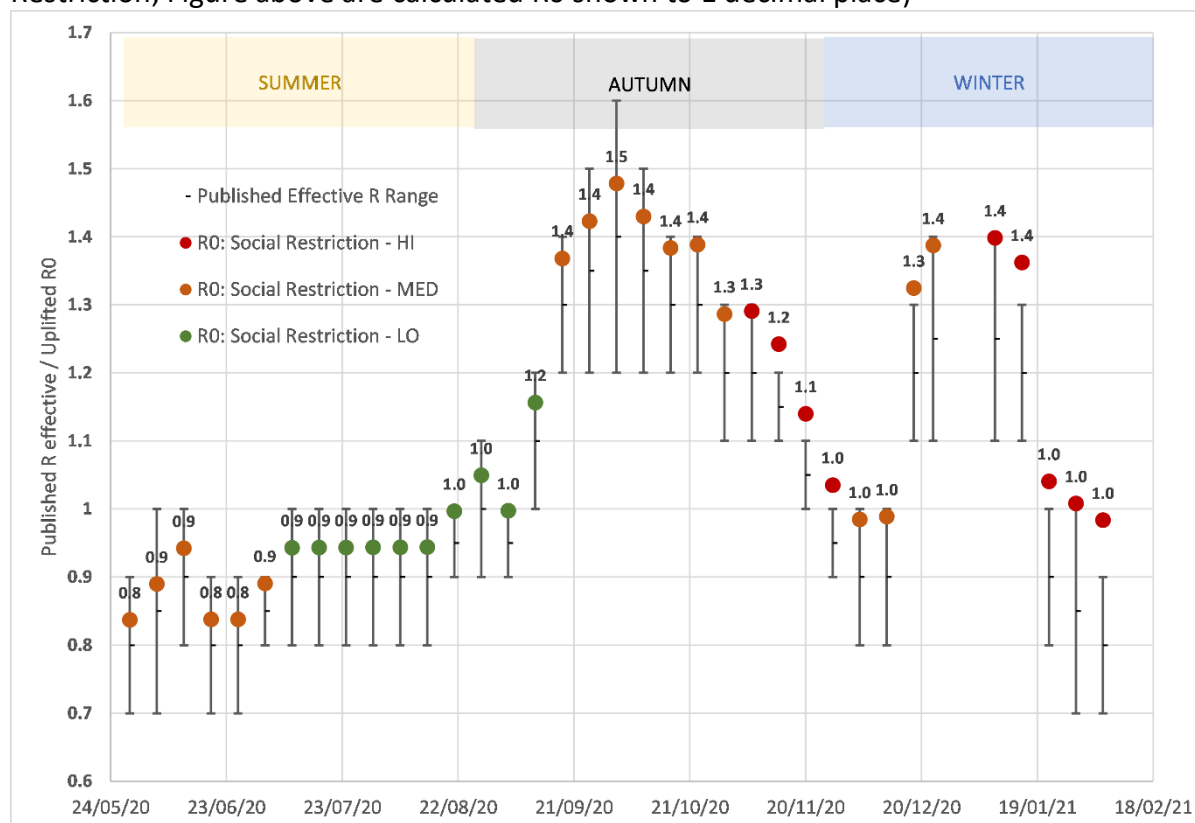 Restriction, Figure above are calculated R0 shown to 1 decimal place)
SUMMER
AUTUMN
WINTER
Published R effective / Uplifted R0
1.7
1.6
1.5
1.4
1.3
1.2
1.1
1
0.9
0.8
0.7
0.6
- Published Effective R Range
R0: Social Restriction - HI
R0: Social Restriction - MED
R0: Social Restriction - LO
0.8 0.9 0.9 0.8 0.8 0.9 0.9 0.9 0.9 0.9 0.9 0.9 1.0 1.0 1.0 1.2 1.4 1.4 1.5 1.4 1.4 1.4 1.3 1.3 1.2 1.1 1.0 1.0 1.0 1.3 1.4 1.4 1.4 1.0 1.0 1.0
24/05/20 23/06/20 23/07/20 22/08/20 21/09/20 21/10/20 20/11/20 20/12/20 19/01/21 18/02/21